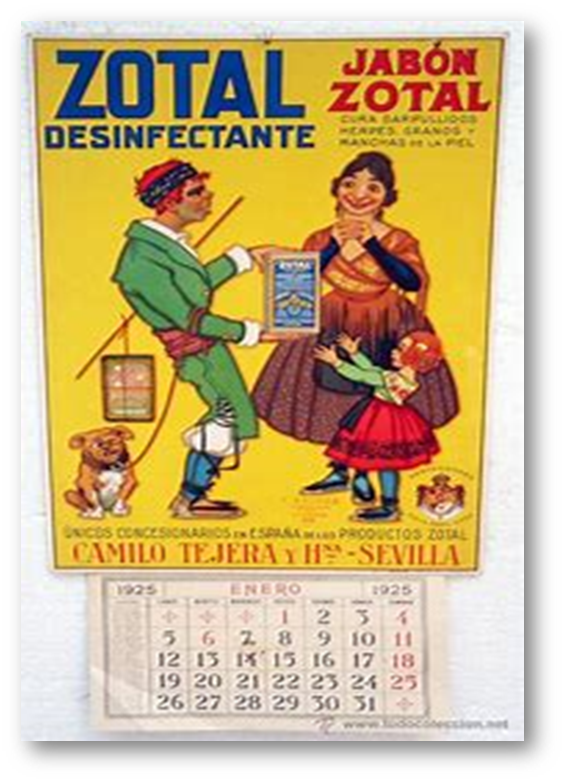 ZOTAL
DESINFECTANTE
JABÓN
ZOTAL
CURA SARPULLIDOS
HERPES, GRANOS Y
MANCHAS DE LA PIEL
ZOTAL
ÚNICOS CONCESIONARIOS EN ESPAÑA DE LOS PRODUCTOS ZOTAL
CAMILO TEJERA Y HNA - SEVILLA
1925 ENERO 1925
1 2 3 4
5 6 7 8 9 10 11
12 13 14 15 16 17 18
19 20 21 22 23 24 25
26 27 28 29 30 31
www.todocoleccion.net